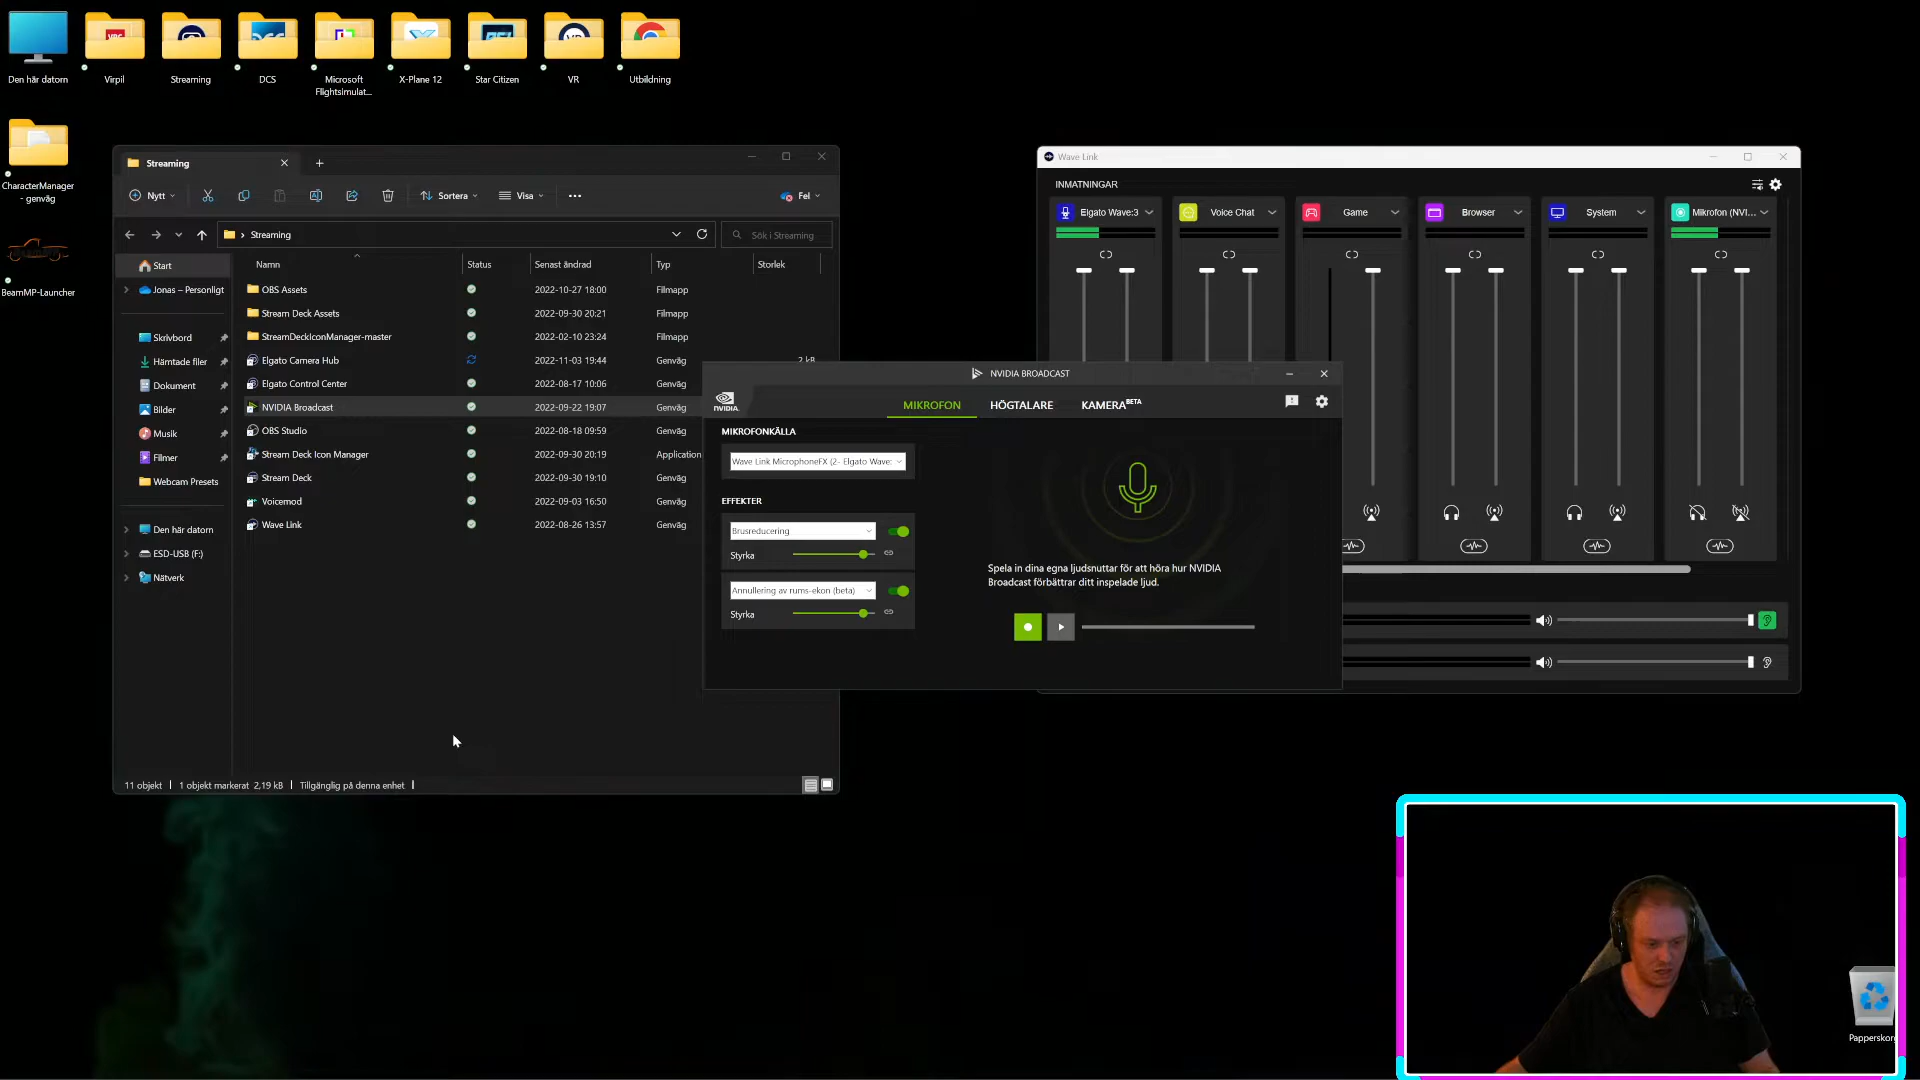 Den här datorn
Virpil
Streaming
DCS
Microsoft
Flightsimulat...
X-Plane 12
Star Citizen
VR
Utbildning
CharacterManager
- genväg
BeamMP-Launcher
Streaming
Nytt
Sortera
Visa
Fel
Streaming
Sök i Streaming
Namn
Status
Senast ändrad
Typ
Storlek
Start
Jonas – Personligt
Skrivbord
Hämtade filer
Dokument
Bilder
Musik
Filmer
Webcam Presets
Den här datorn
ESD-USB (F:)
Nätverk
OBS Assets 2022-10-27 18:00 Filmapp
Stream Deck Assets 2022-09-30 20:21 Filmapp
StreamDeckIconManager-master 2022-02-10 23:24 Filmapp
Elgato Camera Hub 2022-11-03 19:44 Genväg 2 kB
Elgato Control Center 2022-08-17 10:06 Genväg
NVIDIA Broadcast 2022-09-22 19:07 Genväg
OBS Studio 2022-08-18 09:59 Genväg
Stream Deck Icon Manager 2022-09-30 20:19 Application
Stream Deck 2022-09-30 19:10 Genväg
Voicemod 2022-09-03 16:50 Genväg
Wave Link 2022-08-26 13:57 Genväg
11 objekt
1 objekt markerat 2,19 kB
Tillgänglig på denna enhet
Wave Link
INMATNINGAR
Elgato Wave:3
Voice Chat
Game
Browser
System
Mikrofon (NVI...
NVIDIA BROADCAST
NVIDIA.
MIKROFON
HÖGTALARE
KAMERA BETA
MIKROFONKÄLLA
Wave Link MicrophoneFX (2- Elgato Wave:
EFFEKTER
Brusreducering
Styrka
Annullering av rums-ekon (beta)
Styrka
Spela in dina egna ljudsnuttar för att höra hur NVIDIA
Broadcast förbättrar ditt inspelade ljud.
Papperskorg